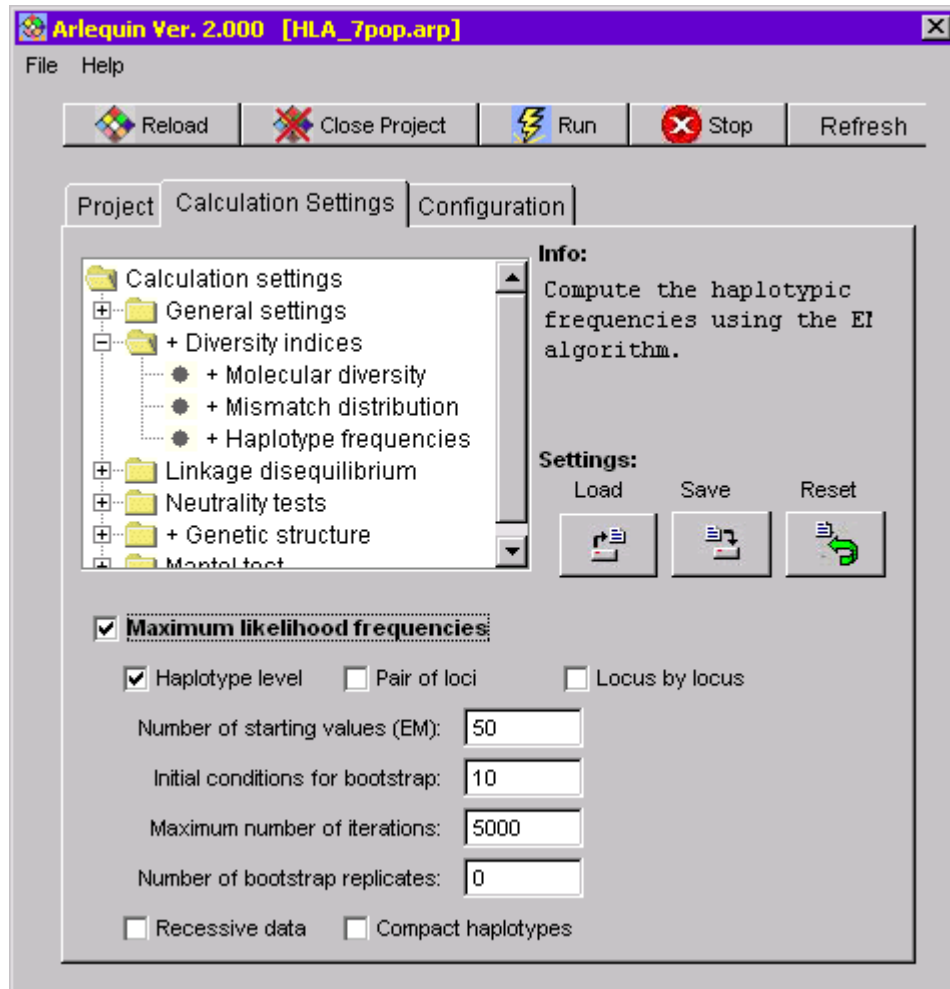 Arlequin Ver. 2.000 [HLA_7pop.arp]
File Help
Reload Close Project Run Stop Refresh
Project Calculation Settings Configuration
Calculation settings
General settings
+ Diversity indices
+ Molecular diversity
+ Mismatch distribution
+ Haplotype frequencies
Linkage disequilibrium
Neutrality tests
+ Genetic structure
Mantel test
Info:
Compute the haplotypic
frequencies using the
algorithm.
Settings:
Load Save Reset
Maximum likelihood frequencies
Haplotype level Pair of loci Locus by locus
Number of starting values (EM): 50
Initial conditions for bootstrap: 10
Maximum number of iterations: 5000
Number of bootstrap replicates: 0
Recessive data Compact haplotypes